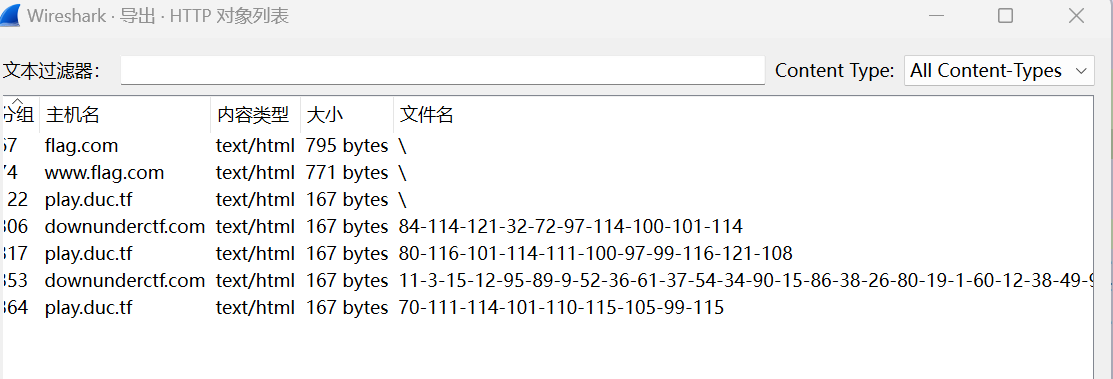 Wireshark · 导出 · HTTP 对象列表
文本过滤器： Content Type: All Content-Types
分组 主机名 内容类型 大小 文件名
67 flag.com text/html 795 bytes \
74 www.flag.com text/html 771 bytes \
122 play.duc.tf text/html 167 bytes \
306 downunderctf.com text/html 167 bytes 84-114-121-32-72-97-114-100-101-114
317 play.duc.tf text/html 167 bytes 80-116-101-114-111-100-97-99-116-121-108
353 downunderctf.com text/html 167 bytes 11-3-15-12-95-89-9-52-36-61-37-54-34-90-15-86-38-26-80-19-1-60-12-38-49-9
364 play.duc.tf text/html 167 bytes 70-111-114-101-110-115-105-99-115